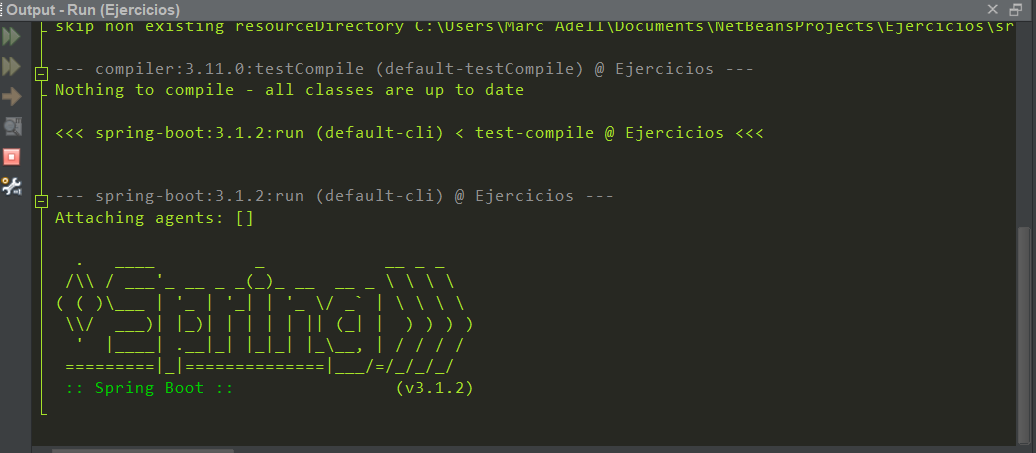 Output - Run (Ejercicios)
skip non existing resourceDirectory C:\Users\Marc Adell\Documents\NetBeansProjects\Ejercicios\sr
--- compiler:3.11.0:testCompile (default-testCompile) @ Ejercicios ---
Nothing to compile - all classes are up to date
<<< spring-boot:3.1.2:run (default-cli) < test-compile @ Ejercicios <<<
--- spring-boot:3.1.2:run (default-cli) @ Ejercicios ---
Attaching agents: []
  .   ____          _            __ _ _
 /\\ / ___'_ __ _ _(_)_ __  __ _ \ \ \ \
( ( )\___ | '_ | '_| | '_ \/ _` | \ \ \ \
 \\/  ___)| |_)| | | | | || (_| |  ) ) ) )
  '  |____| .__|_| |_|_| |_\__, | / / / /
 =========|_|==============|___/=/_/_/_/
 :: Spring Boot ::                (v3.1.2)